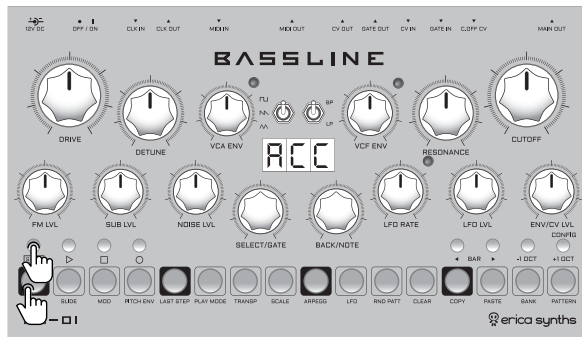 12V DC OFF / ON CLK IN CLK OUT MIDI IN MIDI OUT CV OUT GATE OUT CV IN GATE IN C.OFF CV MAIN OUT
BASSLINE
DRIVE DETUNE VCA ENV BP LP VCF ENV RESONANCE CUTOFF
ACC
FM LVL SUB LVL NOISE LVL SELECT/GATE BACK/NOTE LFO RATE LFO LVL ENV/CV LVL
CONFIG
BAR -1 OCT +1 OCT
SLIDE MOD PITCH ENV LAST STEP PLAY MODE TRANSP SCALE ARPEGG LFO RND PATT CLEAR COPY PASTE BANK PATTERN
-01 erica synths